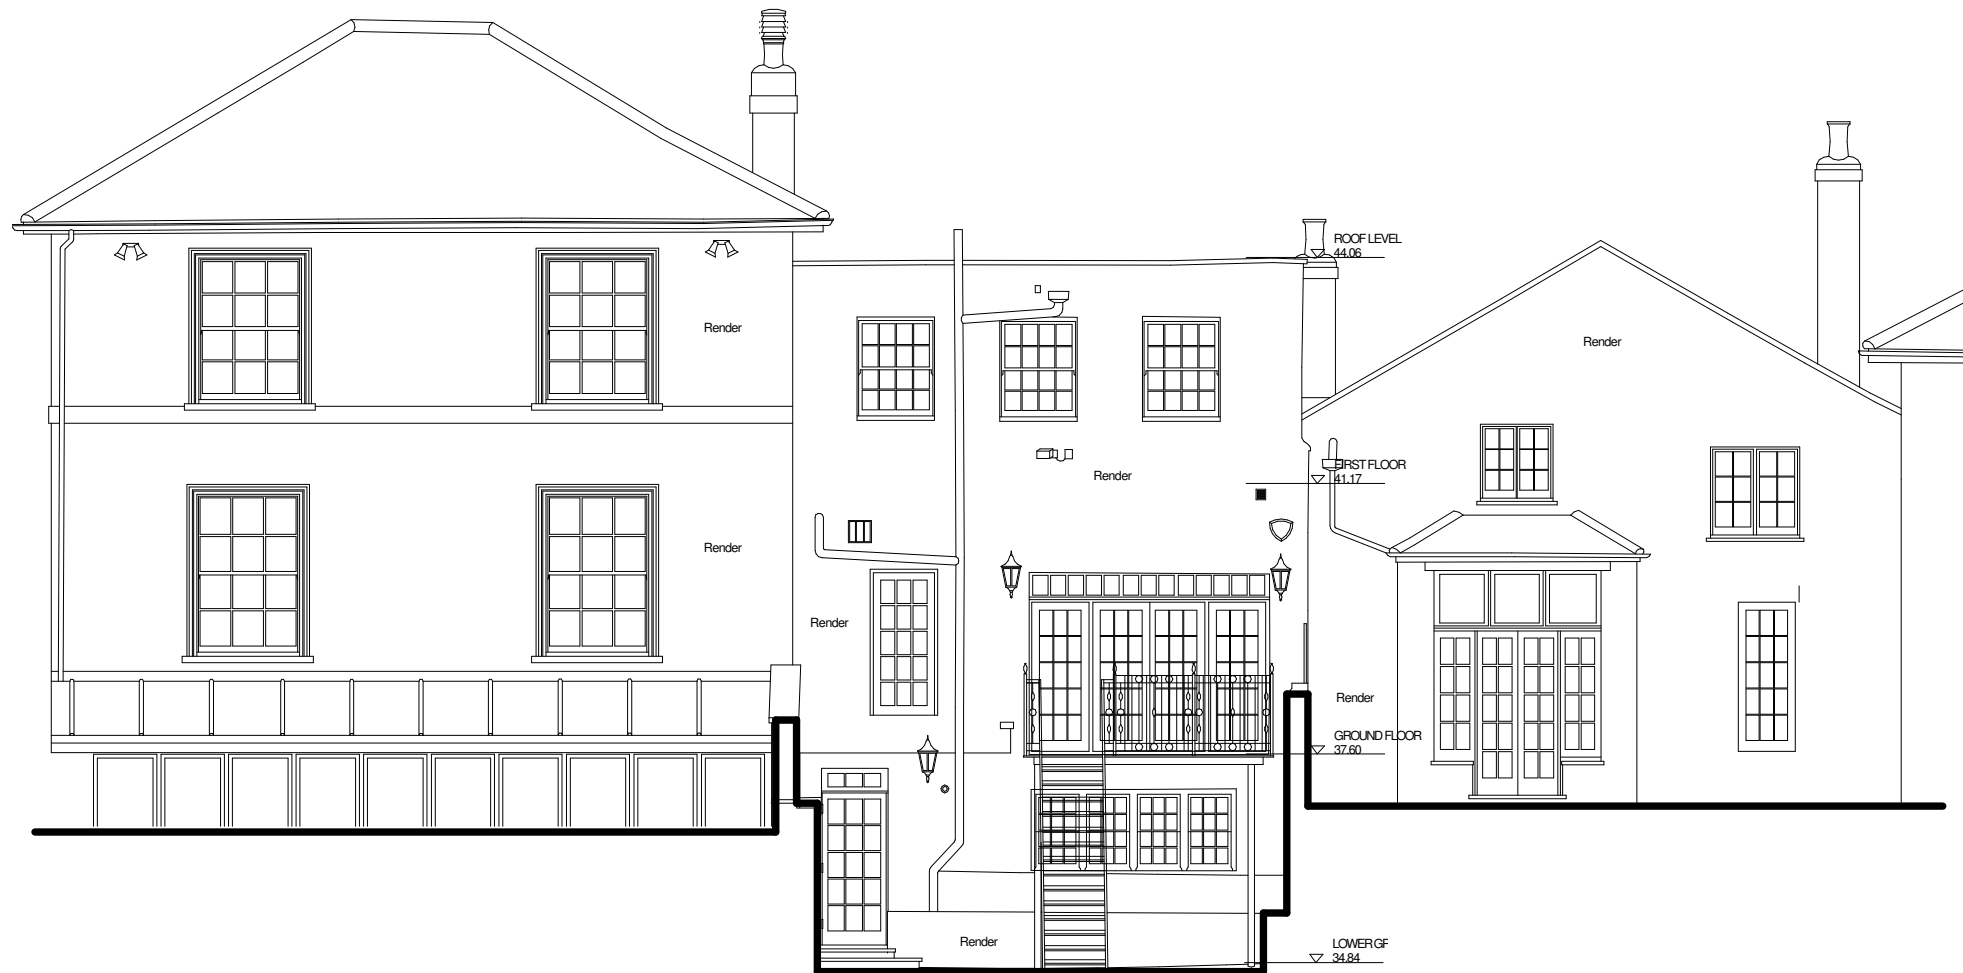 ROOF LEVEL
44.06
Render
Render
FIRST FLOOR
41.17
Render
Render
Render
Render
GROUND FLOOR
37.60
Render
LOWER GF
34.84